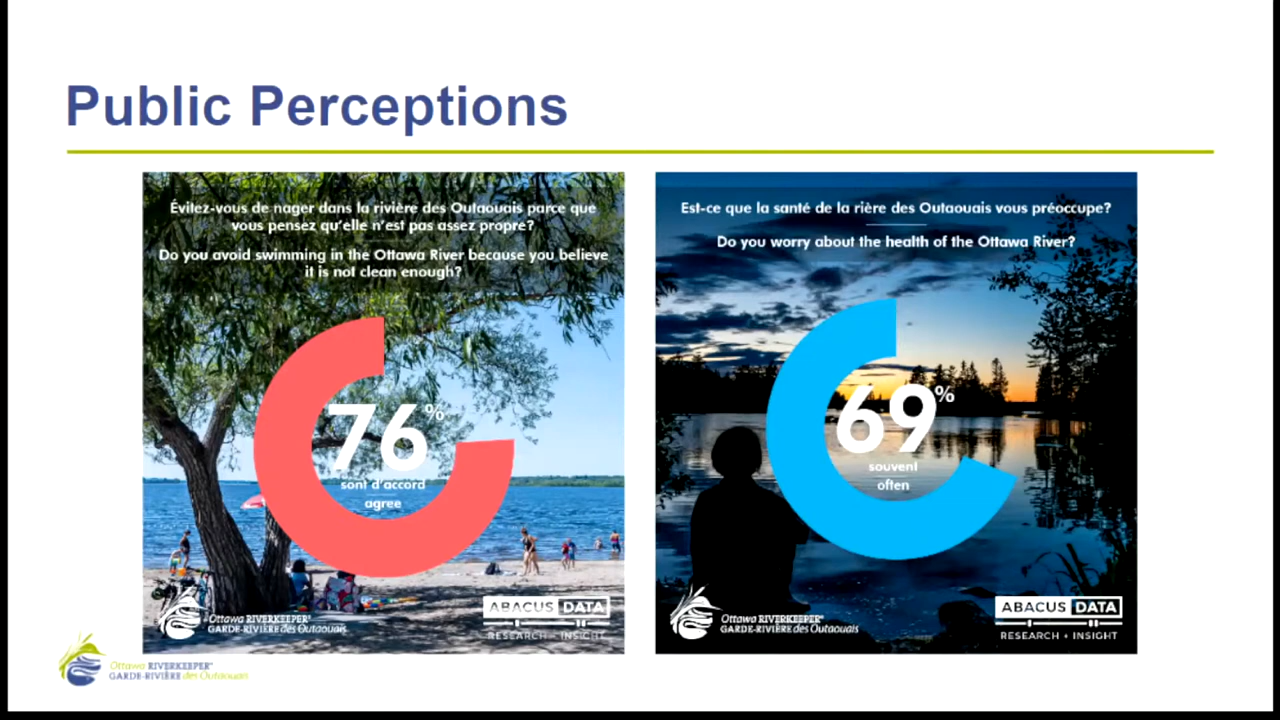 Public Perceptions
Évitez-vous de nager dans la rivière des Outaouais parce que
vous pensez qu'elle n'est pas assez propre?
Do you avoid swimming in the Ottawa River because you believe
it is not clean enough?
76%
sont d'accord
agree
Ottawa RIVERKEEPER®
GARDE-RIVIÈRE des Outaouais
ABACUS DATA
RESEARCH + INSIGHT
Est-ce que la santé de la rière des Outaouais vous préoccupe?
Do you worry about the health of the Ottawa River?
69%
souvent
often
Ottawa RIVERKEEPER®
GARDE-RIVIÈRE des Outaouais
ABACUS DATA
RESEARCH + INSIGHT
Ottawa RIVERKEEPER®
GARDE-RIVIÈRE des Outaouais